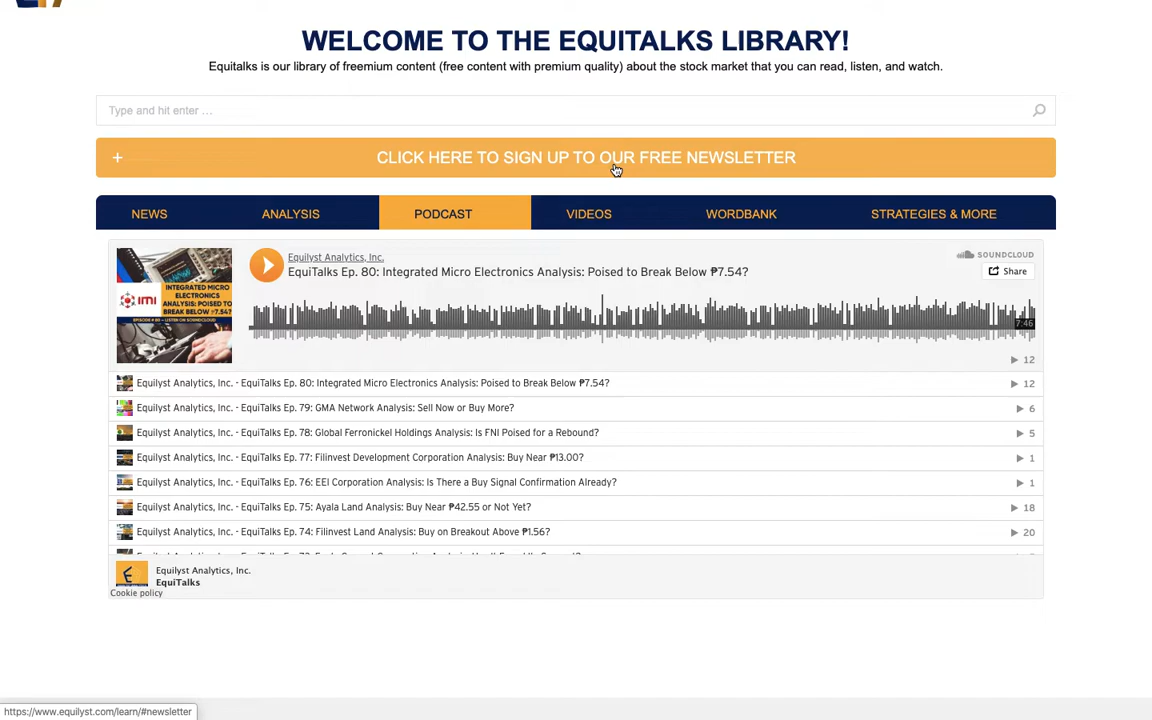 WELCOME TO THE EQUITALKS LIBRARY!
Equitalks is our library of freemium content (free content with premium quality) about the stock market that you can read, listen, and watch.
Type and hit enter ...
+ CLICK HERE TO SIGN UP TO OUR FREE NEWSLETTER
NEWS ANALYSIS PODCAST VIDEOS WORDBANK STRATEGIES & MORE
Equilyst Analytics, Inc. SOUNDCLOUD
EquiTalks Ep. 80: Integrated Micro Electronics Analysis: Poised to Break Below ₱7.54? Share
IMI
INTEGRATED MICRO
ELECTRONICS
ANALYSIS: POISED TO
BREAK BELOW ₱7.54?
EPISODE # 80 - LISTEN ON SOUNDCLOUD
7:46
12
Equilyst Analytics, Inc. - EquiTalks Ep. 80: Integrated Micro Electronics Analysis: Poised to Break Below ₱7.54? 12
Equilyst Analytics, Inc. - EquiTalks Ep. 79: GMA Network Analysis: Sell Now or Buy More? 6
Equilyst Analytics, Inc. - EquiTalks Ep. 78: Global Ferronickel Holdings Analysis: Is FNI Poised for a Rebound? 5
Equilyst Analytics, Inc. - EquiTalks Ep. 77: Filinvest Development Corporation Analysis: Buy Near ₱13.00? 1
Equilyst Analytics, Inc. - EquiTalks Ep. 76: EEI Corporation Analysis: Is There a Buy Signal Confirmation Already? 1
Equilyst Analytics, Inc. - EquiTalks Ep. 75: Ayala Land Analysis: Buy Near ₱42.55 or Not Yet? 18
Equilyst Analytics, Inc. - EquiTalks Ep. 74: Filinvest Land Analysis: Buy on Breakout Above ₱1.56? 20
Equilyst Analytics, Inc.
EquiTalks
Cookie policy
https://www.equilyst.com/learn/#newsletter